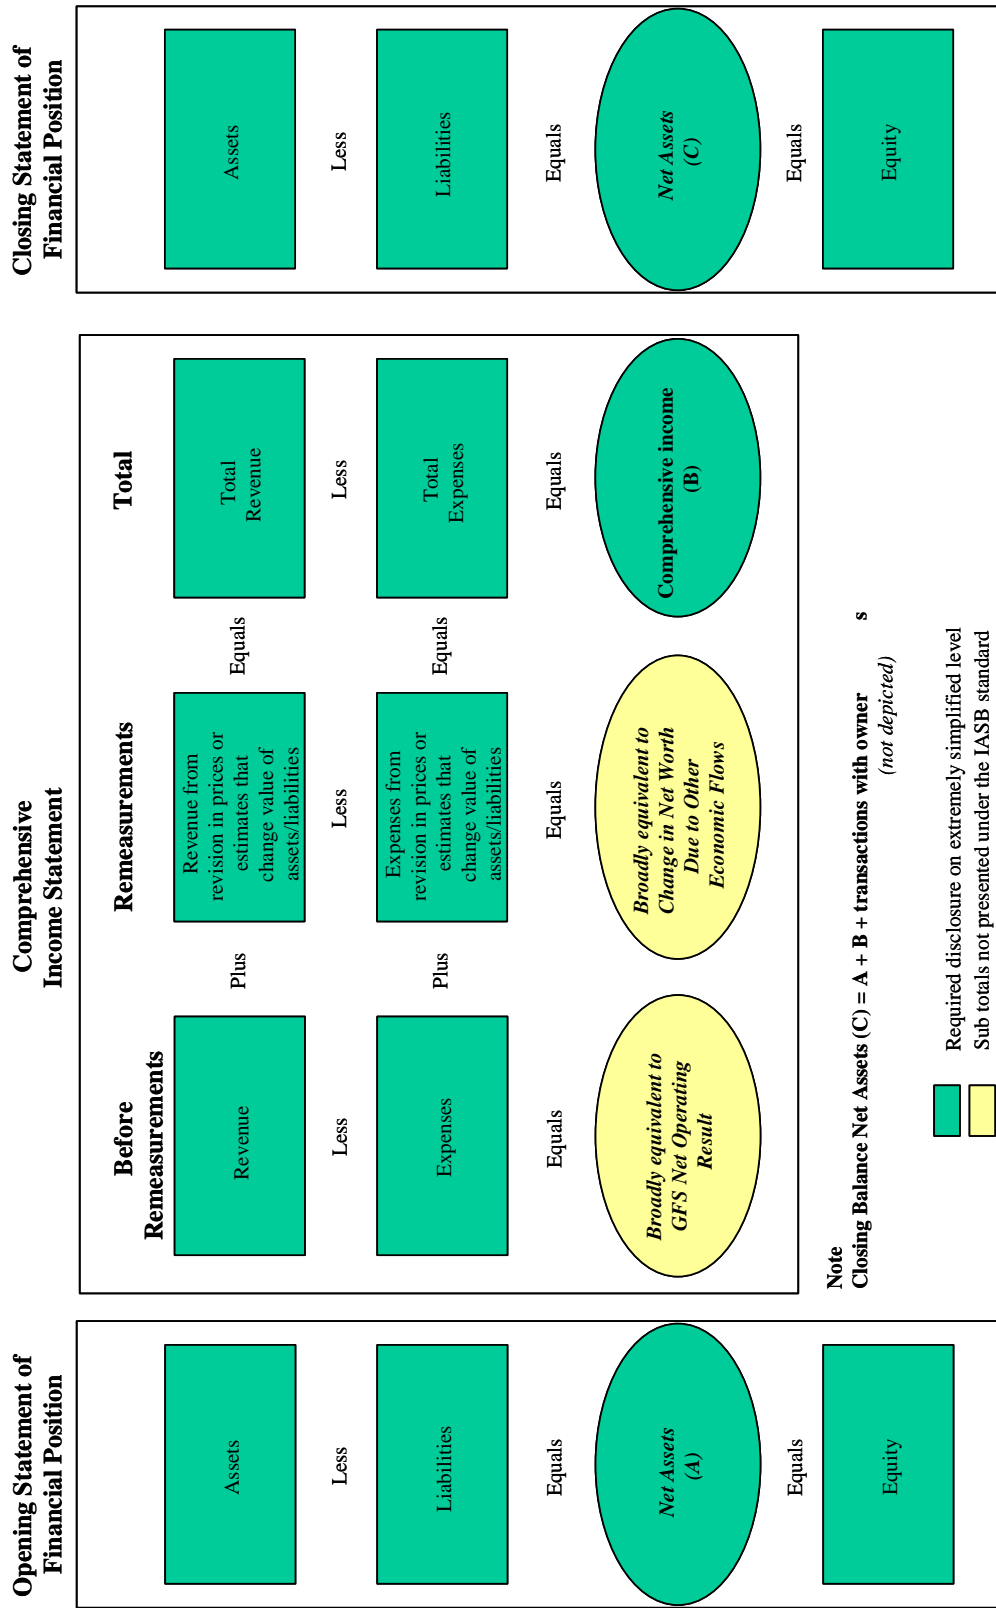 Opening Statement of
Financial Position
Assets
Less
Liabilities
Equals
Net Assets
(A)
Equals
Equity
Comprehensive
Income Statement
Before
Remeasurements
Revenue
Less
Expenses
Equals
Broadly equivalent to
GFS Net Operating
Result
Plus
Plus
Remeasurements
Revenue from
revision in prices or
estimates that
change value of
assets/liabilities
Less
Expenses from
revision in prices or
estimates that
change value of
assets/liabilities
Equals
Broadly equivalent to
Change in Net Worth
Due to Other
Economic Flows
Equals
Equals
Total
Total
Revenue
Less
Total
Expenses
Equals
Comprehensive income
(B)
Closing Statement of
Financial Position
Assets
Less
Liabilities
Equals
Net Assets
(C)
Equals
Equity
Note
Closing Balance Net Assets (C) = A + B + transactions with owner s
(not depicted)
Required disclosure on extremely simplified level
Sub totals not presented under the IASB standard